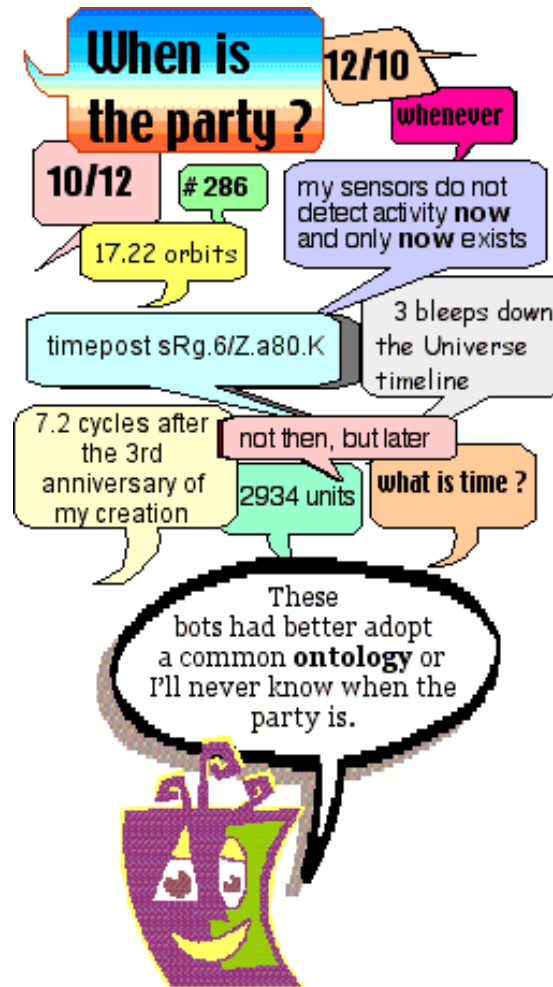 When is
the party ?
12/10
whenever
10/12
# 286
my sensors do not
detect activity now
and only now exists
17.22 orbits
3 bleeps down
the Universe
timeline
timepost sRg.6/Z.a80.K
7.2 cycles after
the 3rd
anniversary of
my creation
not then, but later
2934 units
what is time ?
These
bots had better adopt
a common ontology or
I'll never know when the
party is.